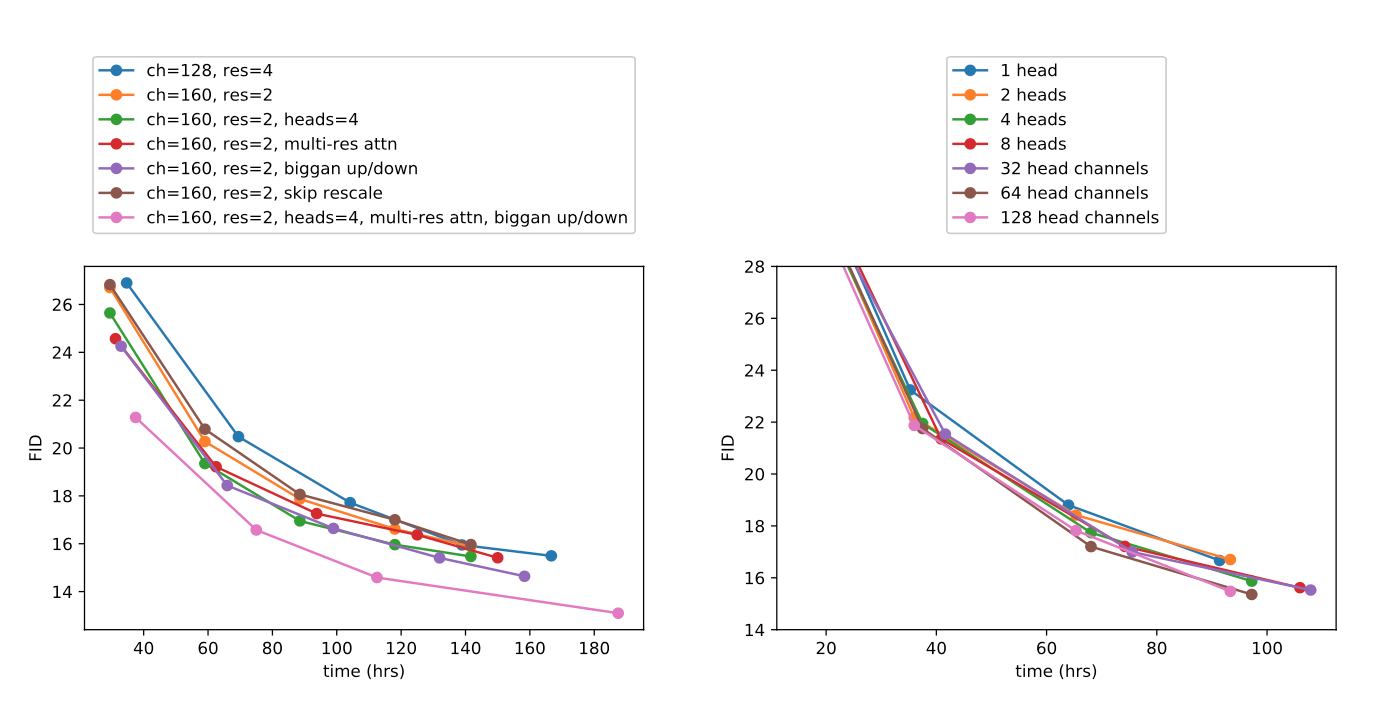 ch=128, res=4
ch=160, res=2
ch=160, res=2, heads=4
ch=160, res=2, multi-res attn
ch=160, res=2, biggan up/down
ch=160, res=2, skip rescale
ch=160, res=2, heads=4, multi-res attn, biggan up/down
26
24
22
20
18
16
14
FID
40 60 80 100 120 140 160 180
time (hrs)
1 head
2 heads
4 heads
8 heads
32 head channels
64 head channels
128 head channels
28
26
24
22
20
18
16
14
FID
20 40 60 80 100
time (hrs)